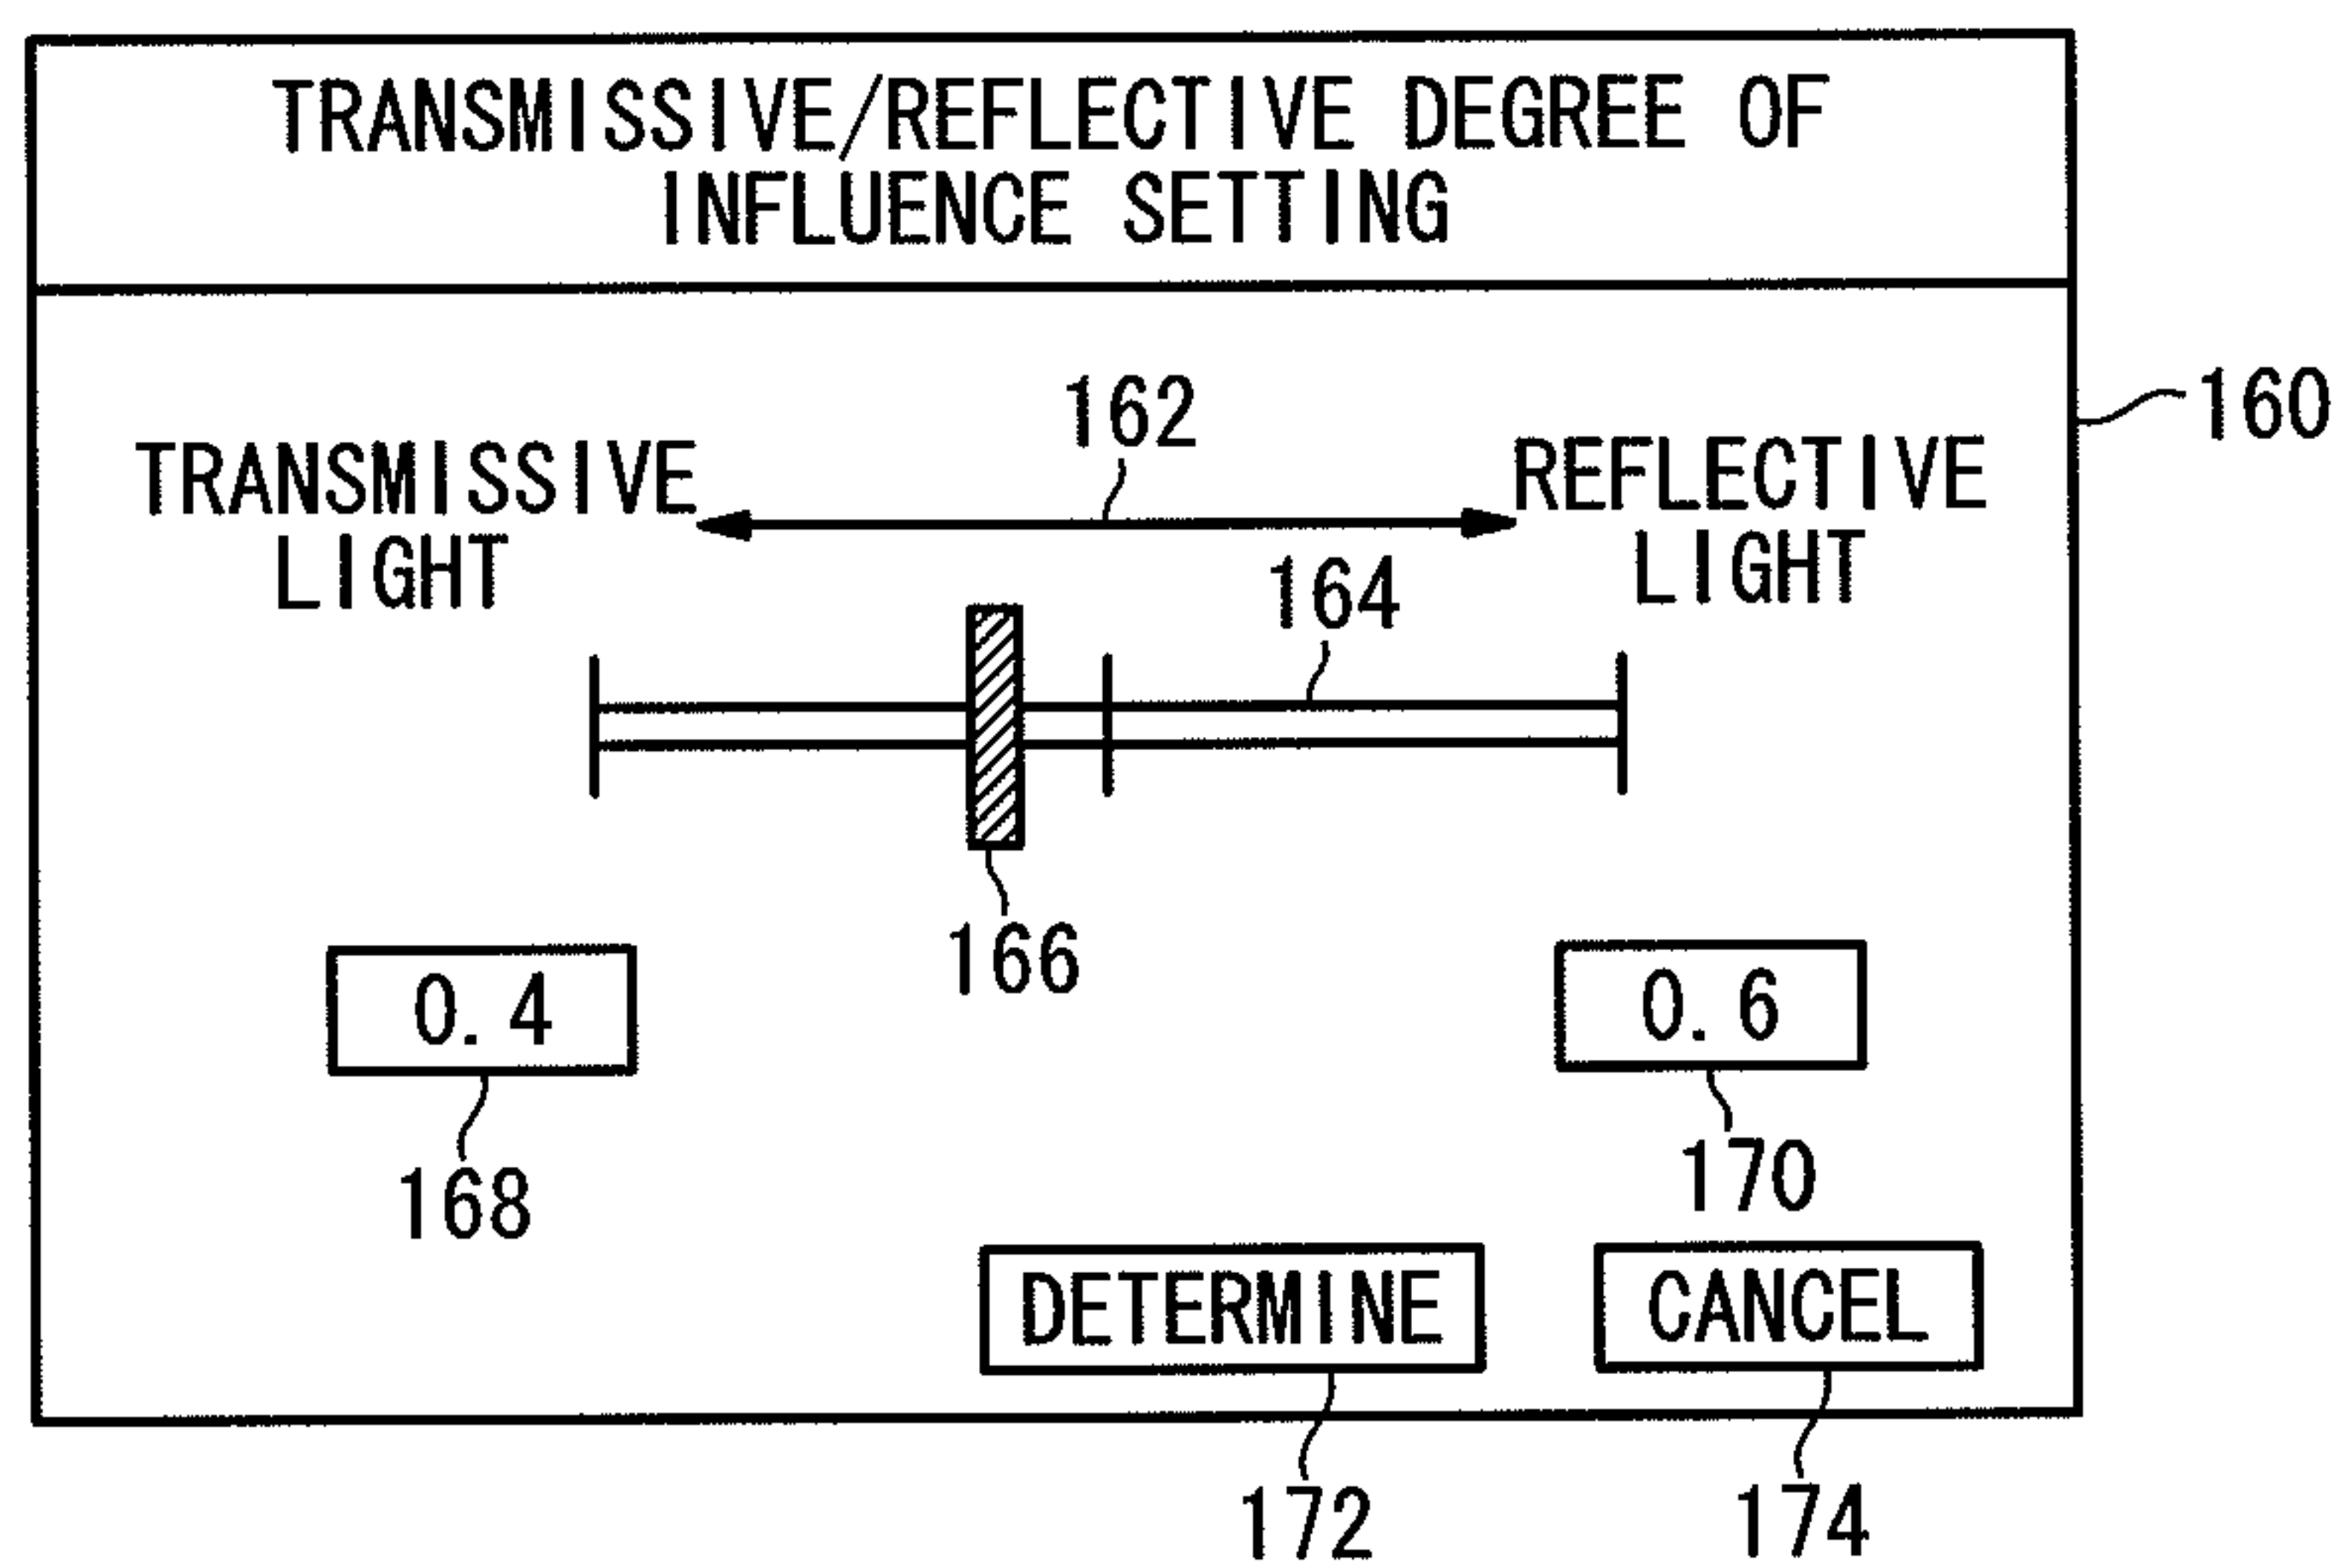 TRANSMISSIVE/REFLECTIVE DEGREE OF
INFLUENCE SETTING
160
162
TRANSMISSIVE
LIGHT
REFLECTIVE
LIGHT
164
166
0.4
0.6
168
170
DETERMINE
CANCEL
172
174